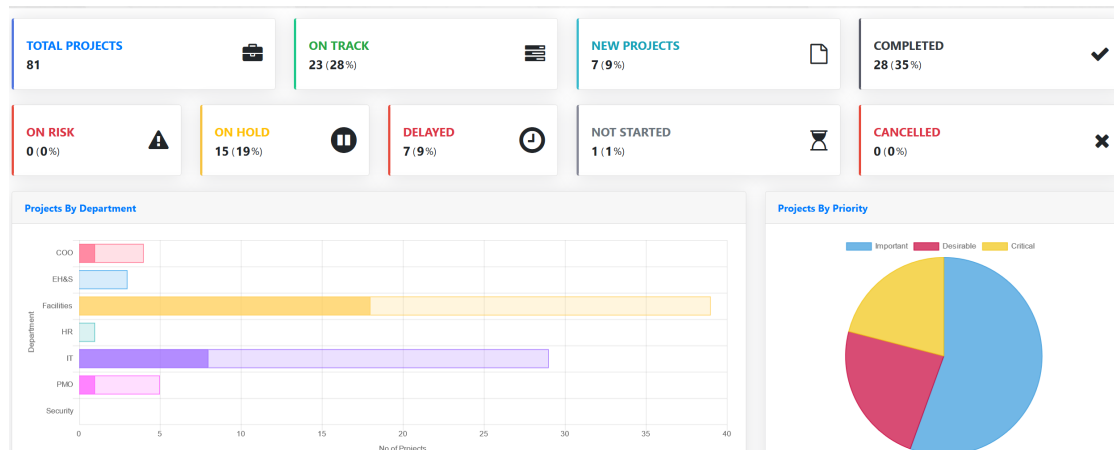 TOTAL PROJECTS
81
ON TRACK
23 (28%)
NEW PROJECTS
7 (9%)
COMPLETED
28 (35%)
ON RISK
0 (0%)
ON HOLD
15 (19%)
DELAYED
7 (9%)
NOT STARTED
1 (1%)
CANCELLED
0 (0%)
Projects By Department
Department
COO
EH&S
Facilities
HR
IT
PMO
Security
0 5 10 15 20 25 30 35 40
No of Projects
Projects By Priority
Important Desirable Critical